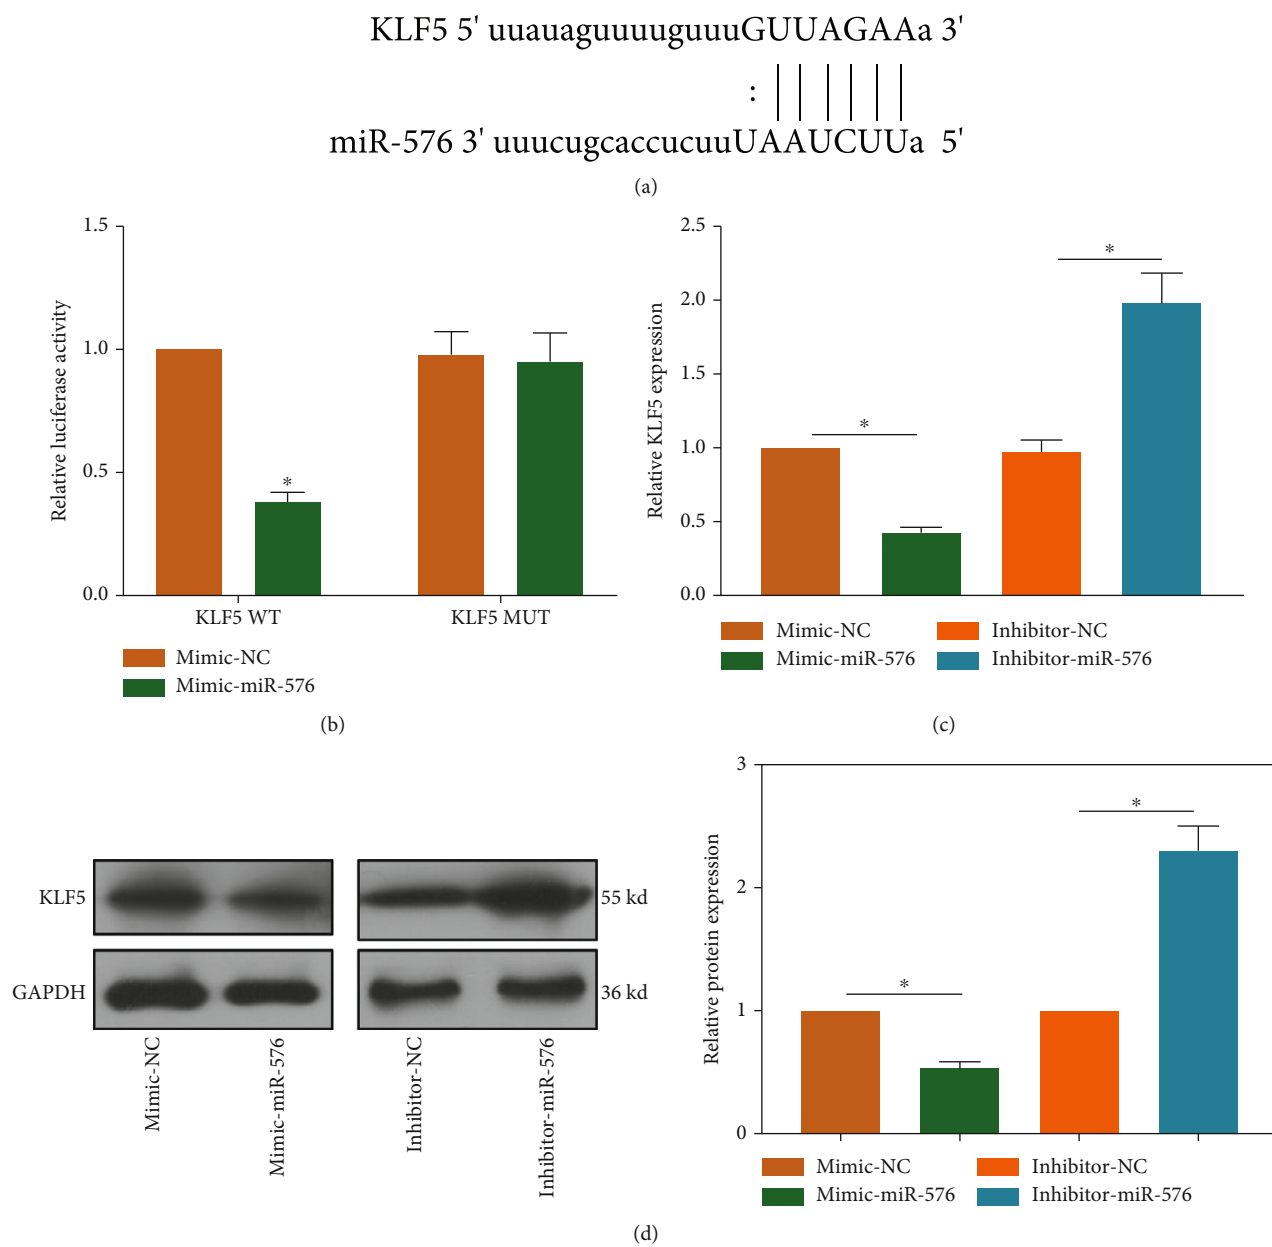 KLF5 5' uuauaguuuuguuuGUUAGAAa 3'
:
miR-576 3' uuucugcaccucuuUAAUCUUa 5'
(a)
1.5
1.0
0.5
0.0
Relative luciferase activity
*
KLF5 WT
KLF5 MUT
Mimic-NC
Mimic-miR-576
(b)
2.5
2.0
1.5
1.0
0.5
0.0
Relative KLF5 expression
*
*
Mimic-NC
Mimic-miR-576
Inhibitor-NC
Inhibitor-miR-576
(c)
KLF5
55 kd
GAPDH
36 kd
Mimic-NC
Mimic-miR-576
Inhibitor-NC
Inhibitor-miR-576
3
2
1
0
Relative protein expression
*
*
Mimic-NC
Mimic-miR-576
Inhibitor-NC
Inhibitor-miR-576
(d)